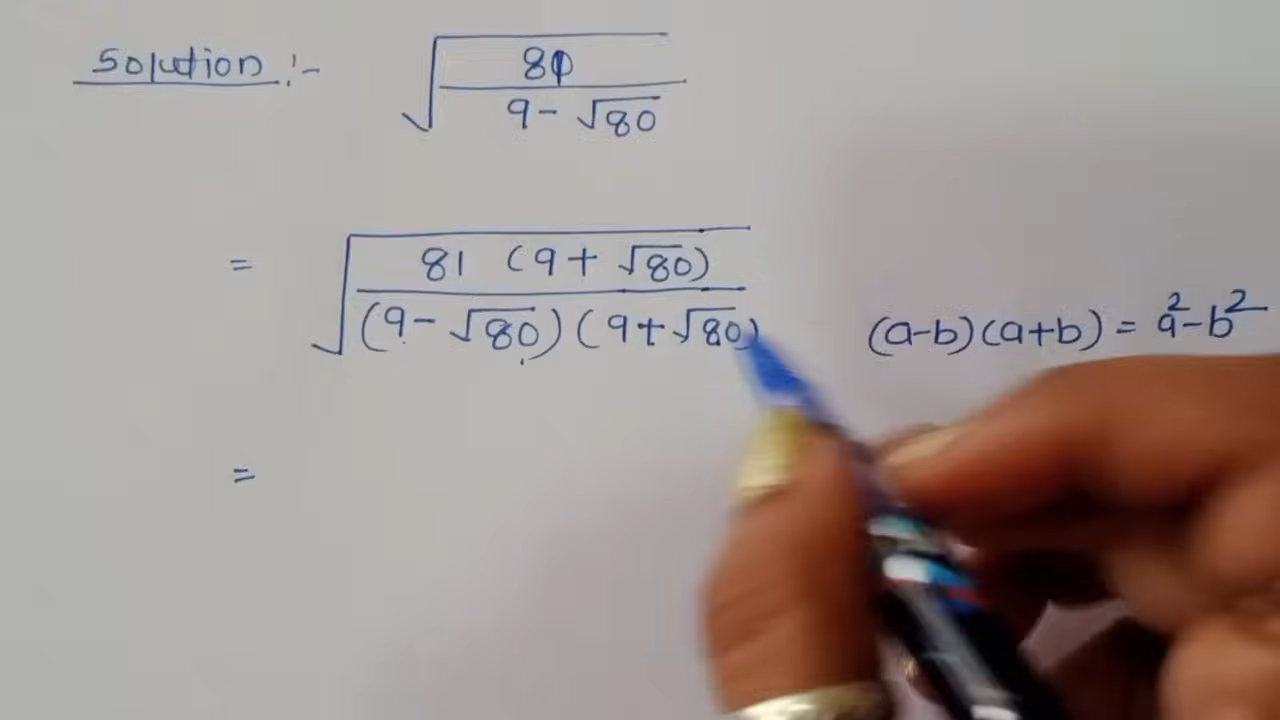 Solution :- √(81 / (9 - √80))
= √(81 (9 + √80) / ((9 - √80) (9 + √80)))
(a-b)(a+b) = a² - b²
=